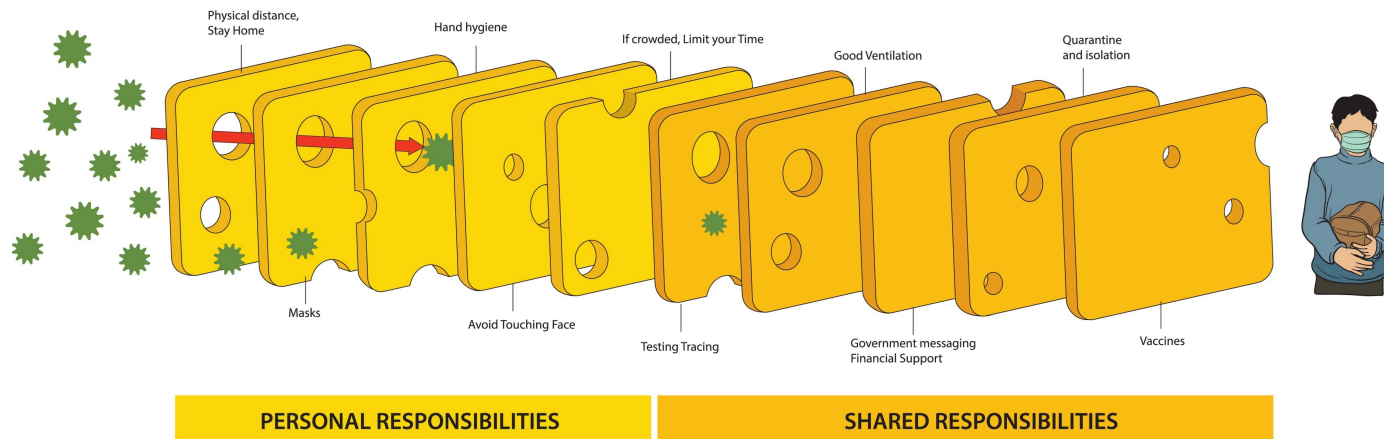 Physical distance,
Stay Home
Hand hygiene
If crowded, Limit your Time
Good Ventilation
Quarantine
and isolation
Masks
Avoid Touching Face
Testing Tracing
Government messaging
Financial Support
Vaccines
PERSONAL RESPONSIBILITIES
SHARED RESPONSIBILITIES